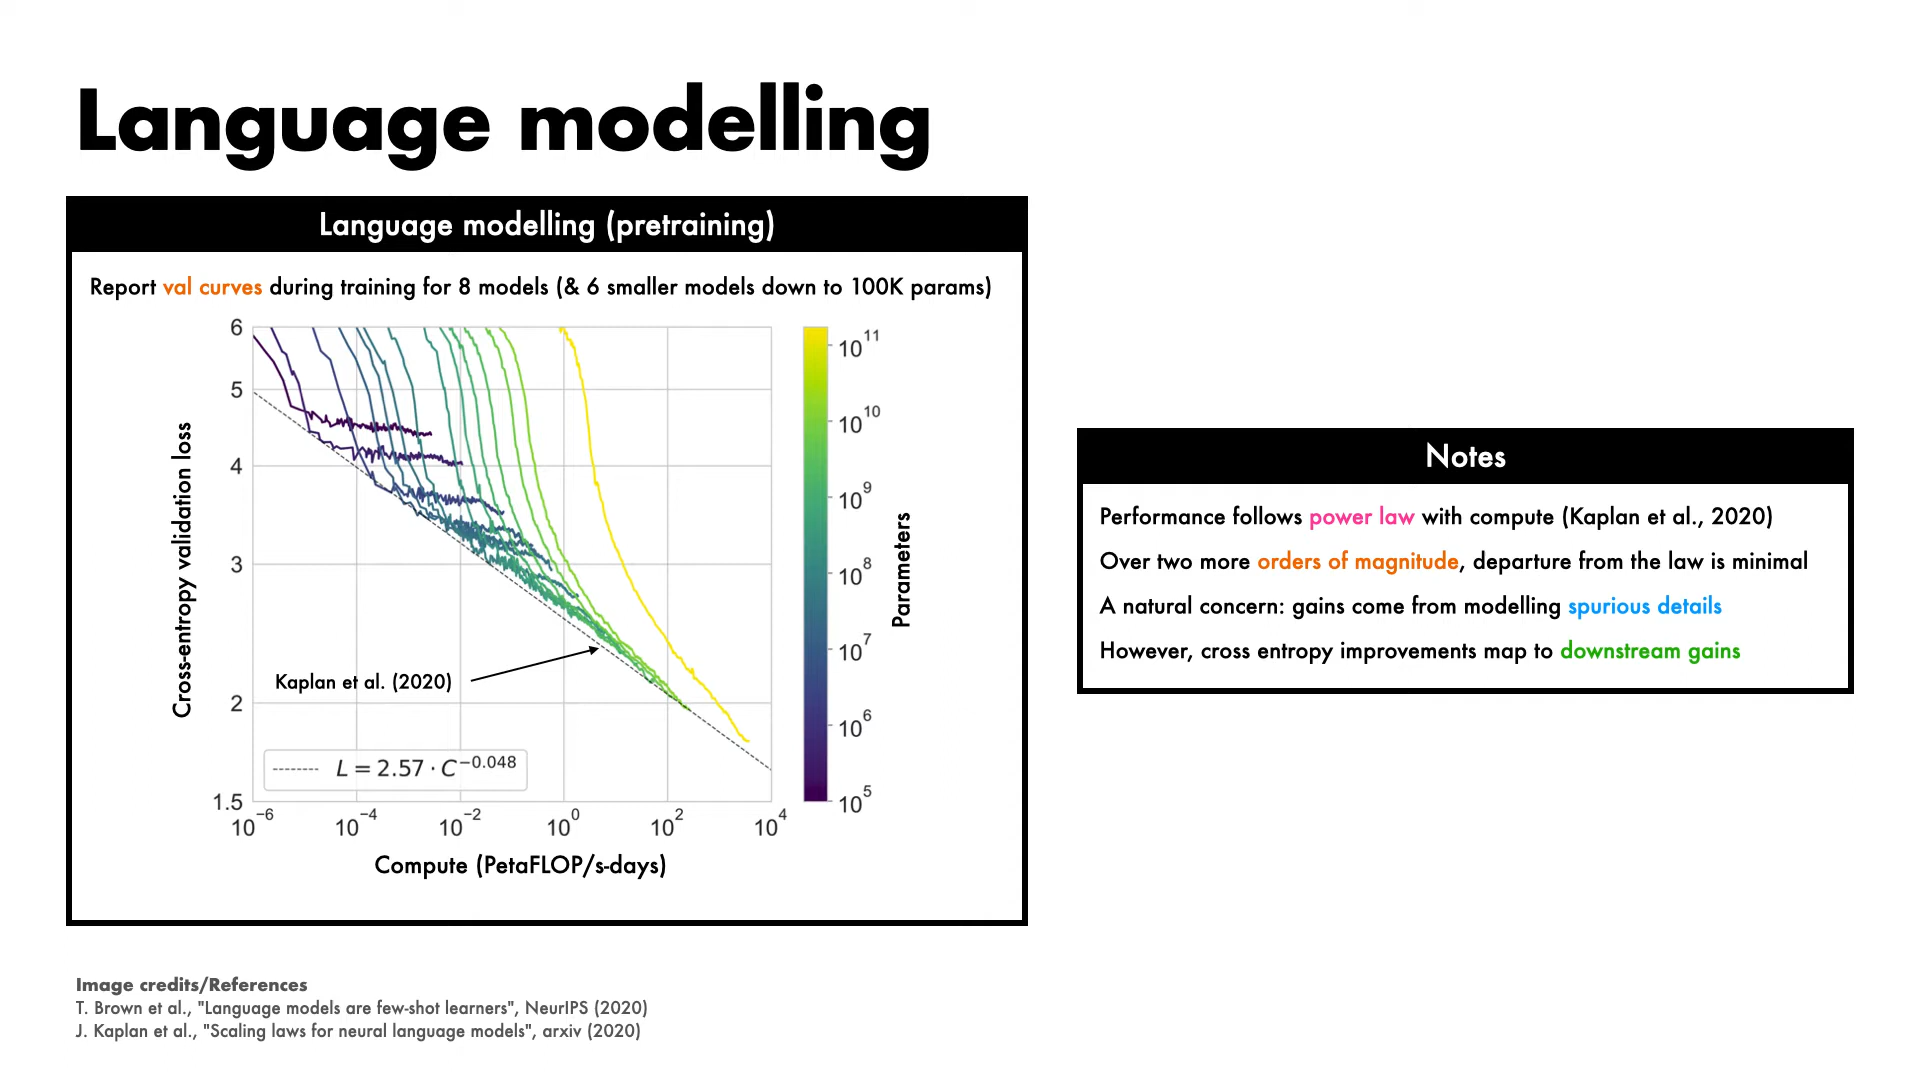 Language modelling
Language modelling (pretraining)
Report val curves during training for 8 models (& 6 smaller models down to 100K params)
6
5
4
3
2
1.5
Cross-entropy validation loss
Kaplan et al. (2020)
L = 2.57 · C^−0.048
10^−6
10^−4
10^−2
10^0
10^2
10^4
Compute (PetaFLOP/s-days)
10^11
10^10
10^9
10^8
10^7
10^6
10^5
Parameters
Notes
Performance follows power law with compute (Kaplan et al., 2020)
Over two more orders of magnitude, departure from the law is minimal
A natural concern: gains come from modelling spurious details
However, cross entropy improvements map to downstream gains
Image credits/References
T. Brown et al., "Language models are few-shot learners", NeurIPS (2020)
J. Kaplan et al., "Scaling laws for neural language models", arxiv (2020)